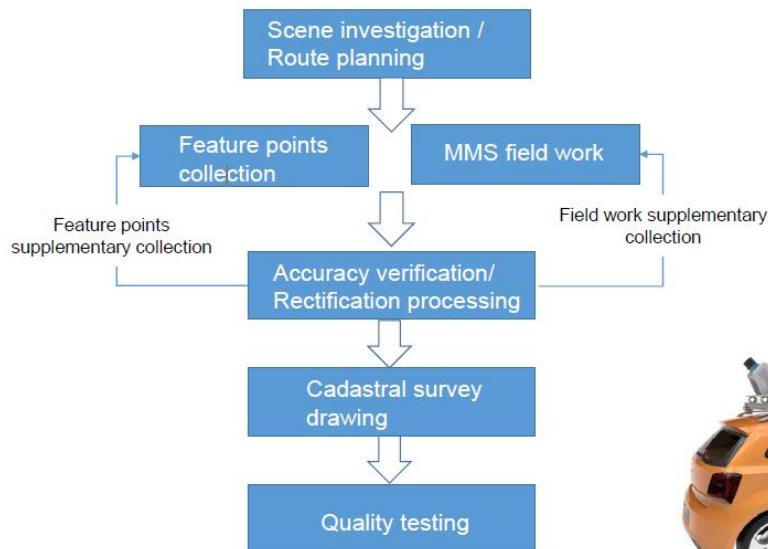 Scene investigation /
Route planning
Feature points
collection
MMS field work
Feature points
supplementary collection
Field work supplementary
collection
Accuracy verification/
Rectification processing
Cadastral survey
drawing
Quality testing